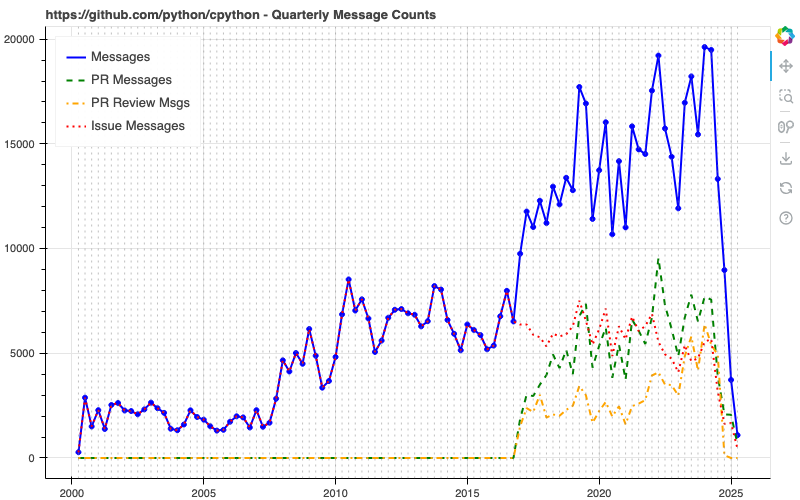 https://github.com/python/cpython - Quarterly Message Counts
20000
15000
10000
5000
0
Messages
PR Messages
PR Review Msgs
Issue Messages
2000 2005 2010 2015 2020 2025